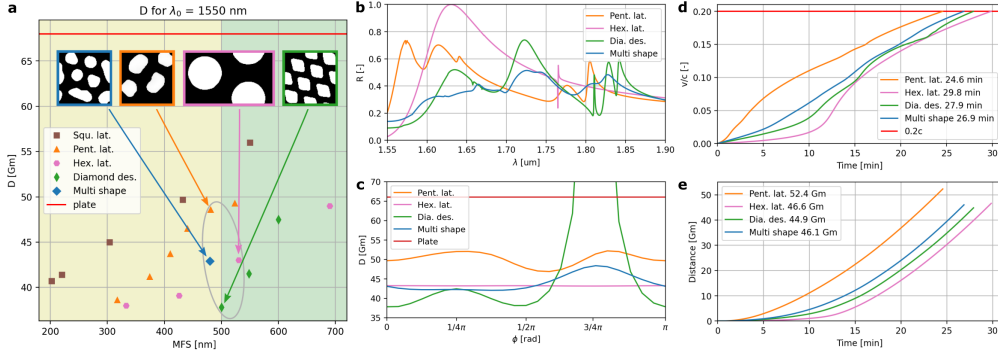 a
D for λ0 = 1550 nm
D [Gm]
65
60
55
50
45
40
Squ. lat.
Pent. lat.
Hex. lat.
Diamond des.
Multi shape
plate
200 300 400 500 600 700
MFS [nm]
b
R [-]
1.0
0.8
0.6
0.4
0.2
0.0
Pent. lat.
Hex. lat.
Dia. des.
Multi shape
1.55 1.60 1.65 1.70 1.75 1.80 1.85 1.90
λ [um]
c
D [Gm]
70
65
60
55
50
45
40
35
Pent. lat.
Hex. lat.
Dia. des.
Multi shape
Plate
0 1/4π 1/2π 3/4π π
ϕ [rad]
d
v/c [-]
0.20
0.15
0.10
0.05
0.00
Pent. lat. 24.6 min
Hex. lat. 29.8 min
Dia. des. 27.9 min
Multi shape 26.9 min
0.2c
0 5 10 15 20 25 30
Time [min]
e
Distance [Gm]
50
40
30
20
10
0
Pent. lat. 52.4 Gm
Hex. lat. 46.6 Gm
Dia. des. 44.9 Gm
Multi shape 46.1 Gm
0 5 10 15 20 25 30
Time [min]